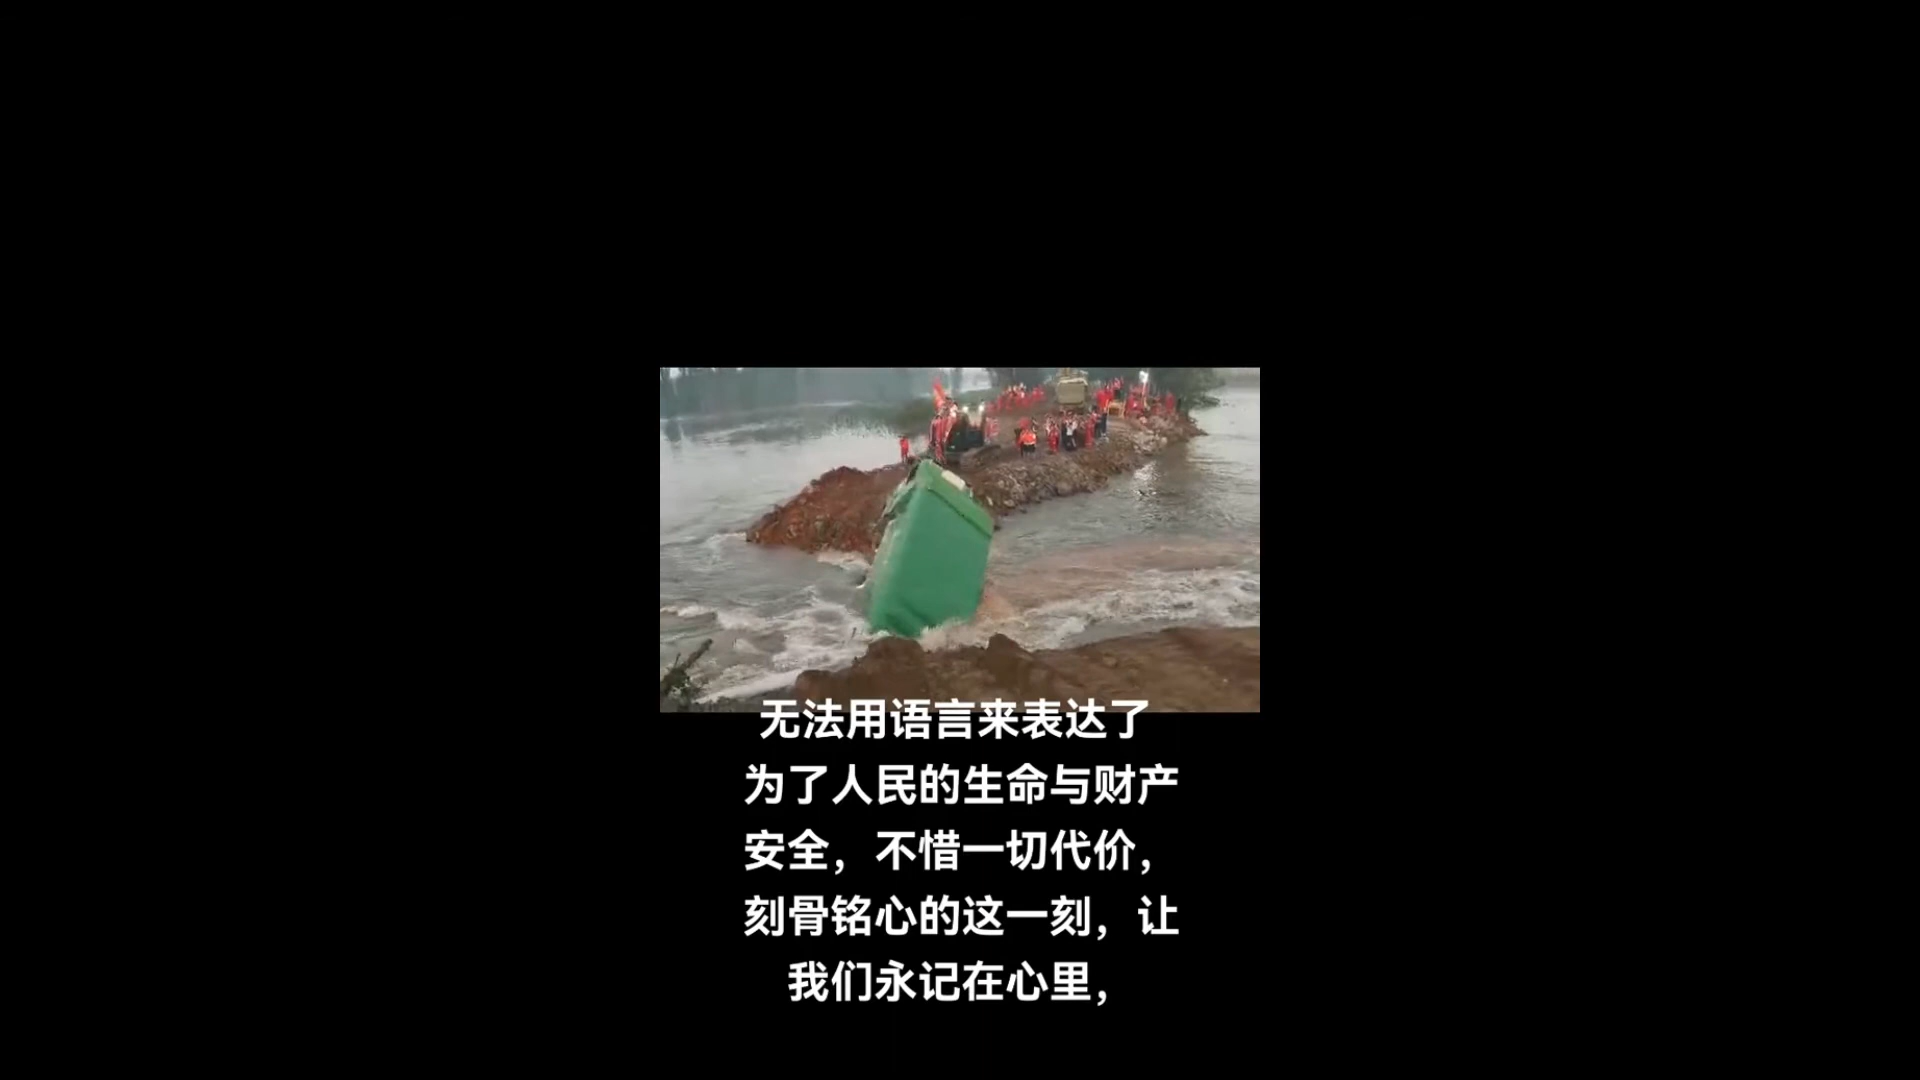 无法用语言来表达了
为了人民的生命与财产
安全，不惜一切代价，
刻骨铭心的这一刻，让
我们永记在心里，